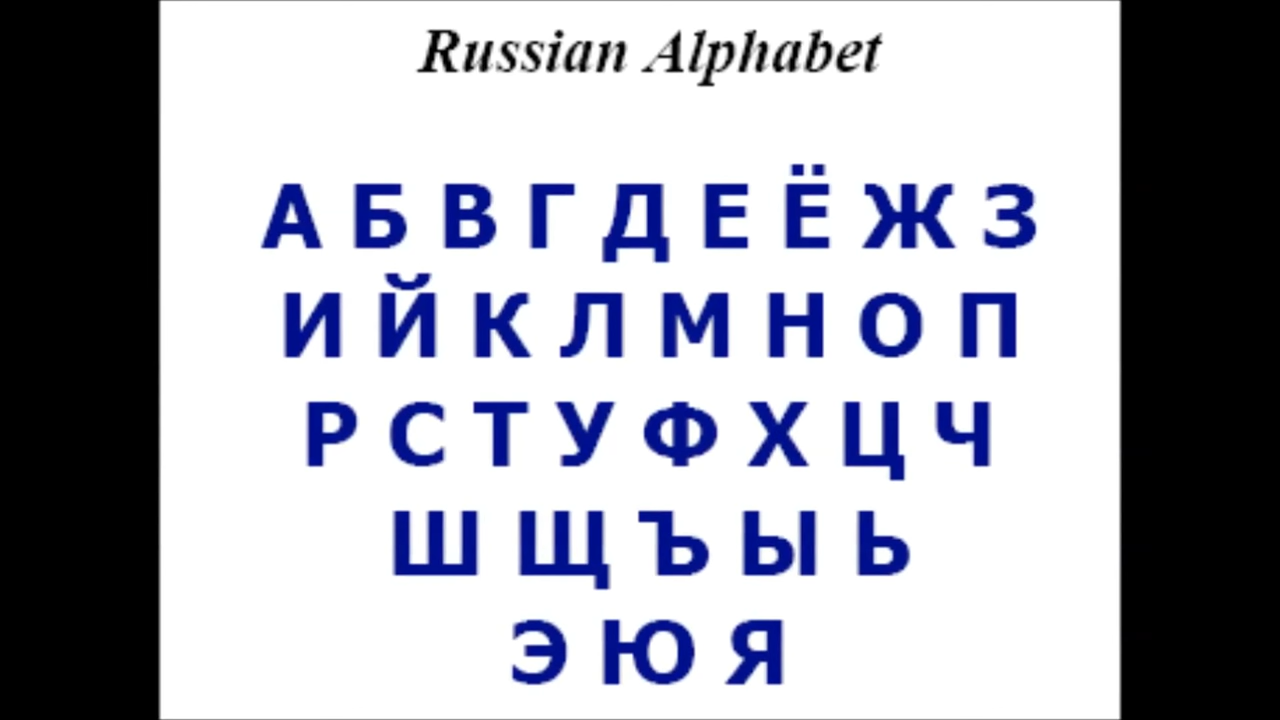 Russian Alphabet
А Б В Г Д Е Ё Ж З
И Й К Л М Н О П
Р С Т У Ф Х Ц Ч
Ш Щ Ъ Ы Ь
Э Ю Я